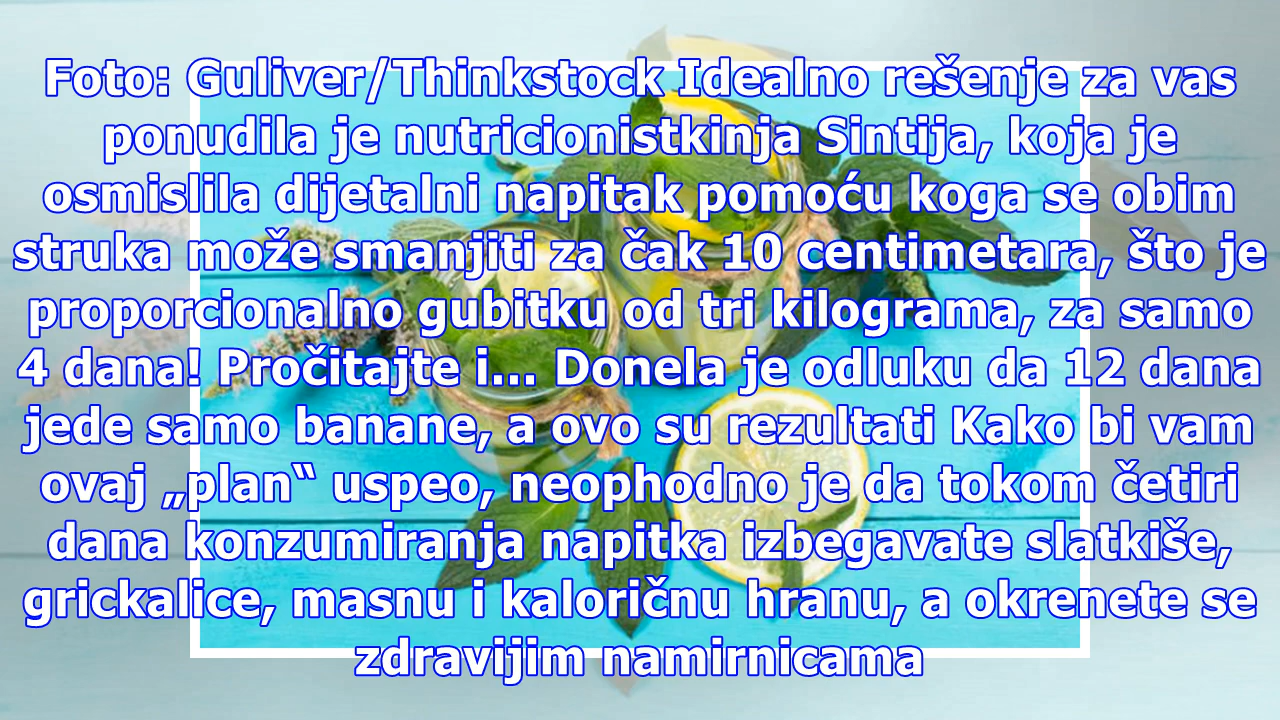 Foto: Guliver/Thinkstock Idealno rešenje za vas
ponudila je nutricionistkinja Sintija, koja je
osmislila dijetalni napitak pomoću koga se obim
struka može smanjiti za čak 10 centimetara, što je
proporcionalno gubitku od tri kilograma, za samo
4 dana! Pročitajte i... Donela je odluku da 12 dana
jede samo banane, a ovo su rezultati Kako bi vam
ovaj „plan“ uspeo, neophodno je da tokom četiri
dana konzumiranja napitka izbegavate slatkiše,
grickalice, masnu i kaloričnu hranu, a okrenete se
zdravijim namirnicama